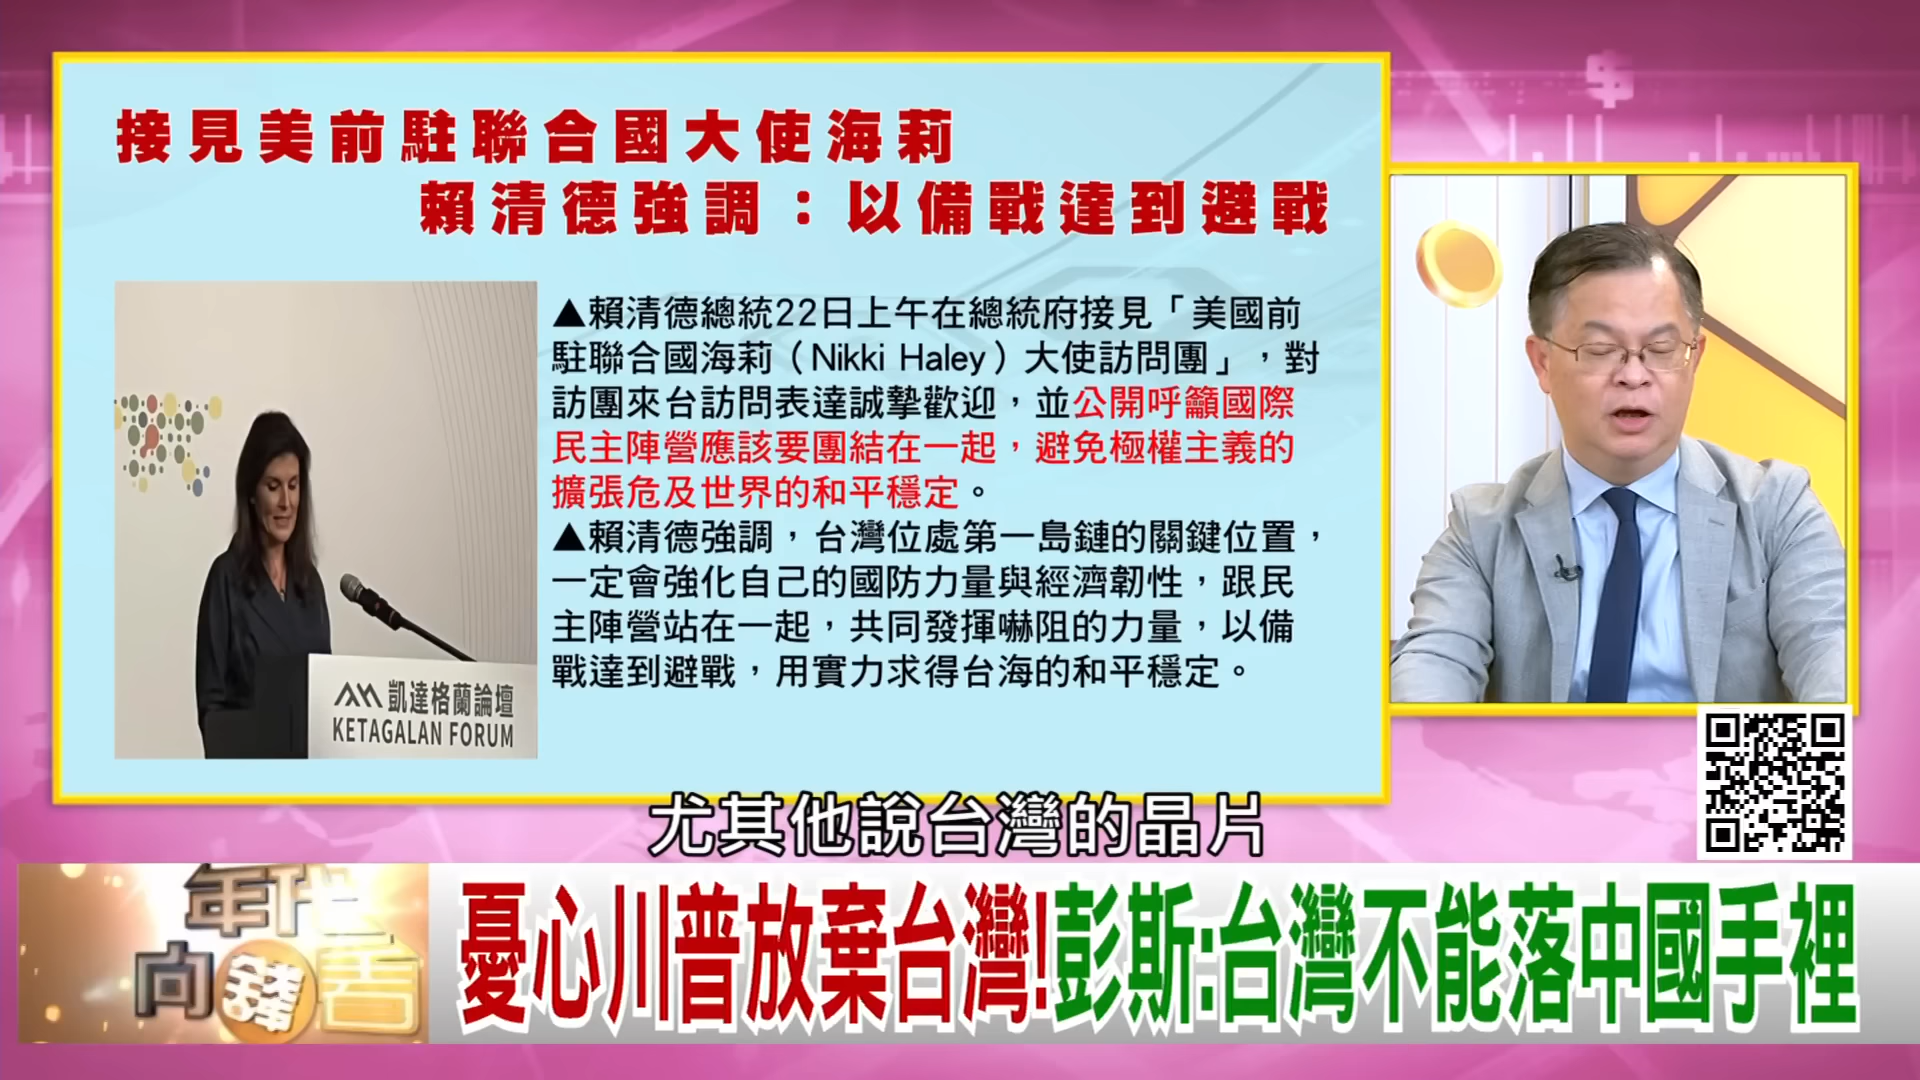 接見美前駐聯合國大使海莉
賴清德強調：以備戰達到避戰
▲賴清德總統22日上午在總統府接見「美國前
駐聯合國海莉（Nikki Haley）大使訪問團」，對
訪團來台訪問表達誠摯歡迎，並公開呼籲國際
民主陣營應該要團結在一起，避免極權主義的
擴張危及世界的和平穩定。
▲賴清德強調，台灣位處第一島鏈的關鍵位置，
一定會強化自己的國防力量與經濟韌性，跟民
主陣營站在一起，共同發揮嚇阻的力量，以備
戰達到避戰，用實力求得台海的和平穩定。
凱達格蘭論壇
KETAGALAN FORUM
尤其他說台灣的晶片
年代
向錢看
憂心川普放棄台灣!彭斯:台灣不能落中國手裡